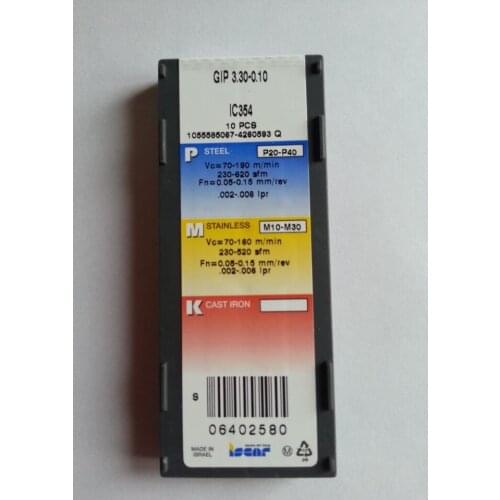 GIP 3.30-0.10
IC354
10 PCS
1055585067-4260593 Q
P STEEL P20-P40
Vc=70-190 m/min
230-620 sfm
Fn=0.05-0.15 mm/rev
.002-.006 ipr
M STAINLESS M10-M30
Vc=70-160 m/min
230-520 sfm
Fn=0.05-0.15 mm/rev
.002-.006 ipr
K CAST IRON
S
06402580
MADE IN
ISRAEL
iscar
M